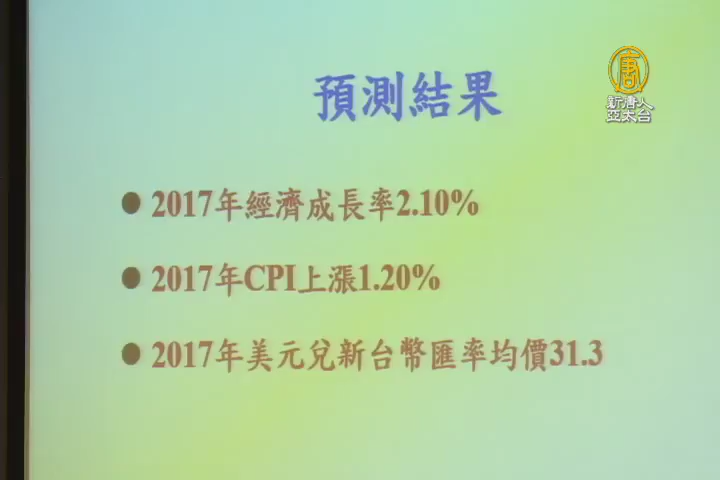 預測結果
新唐人
亞太台
2017年經濟成長率2.10%
2017年CPI上漲1.20%
2017年美元兌新台幣匯率均價31.3